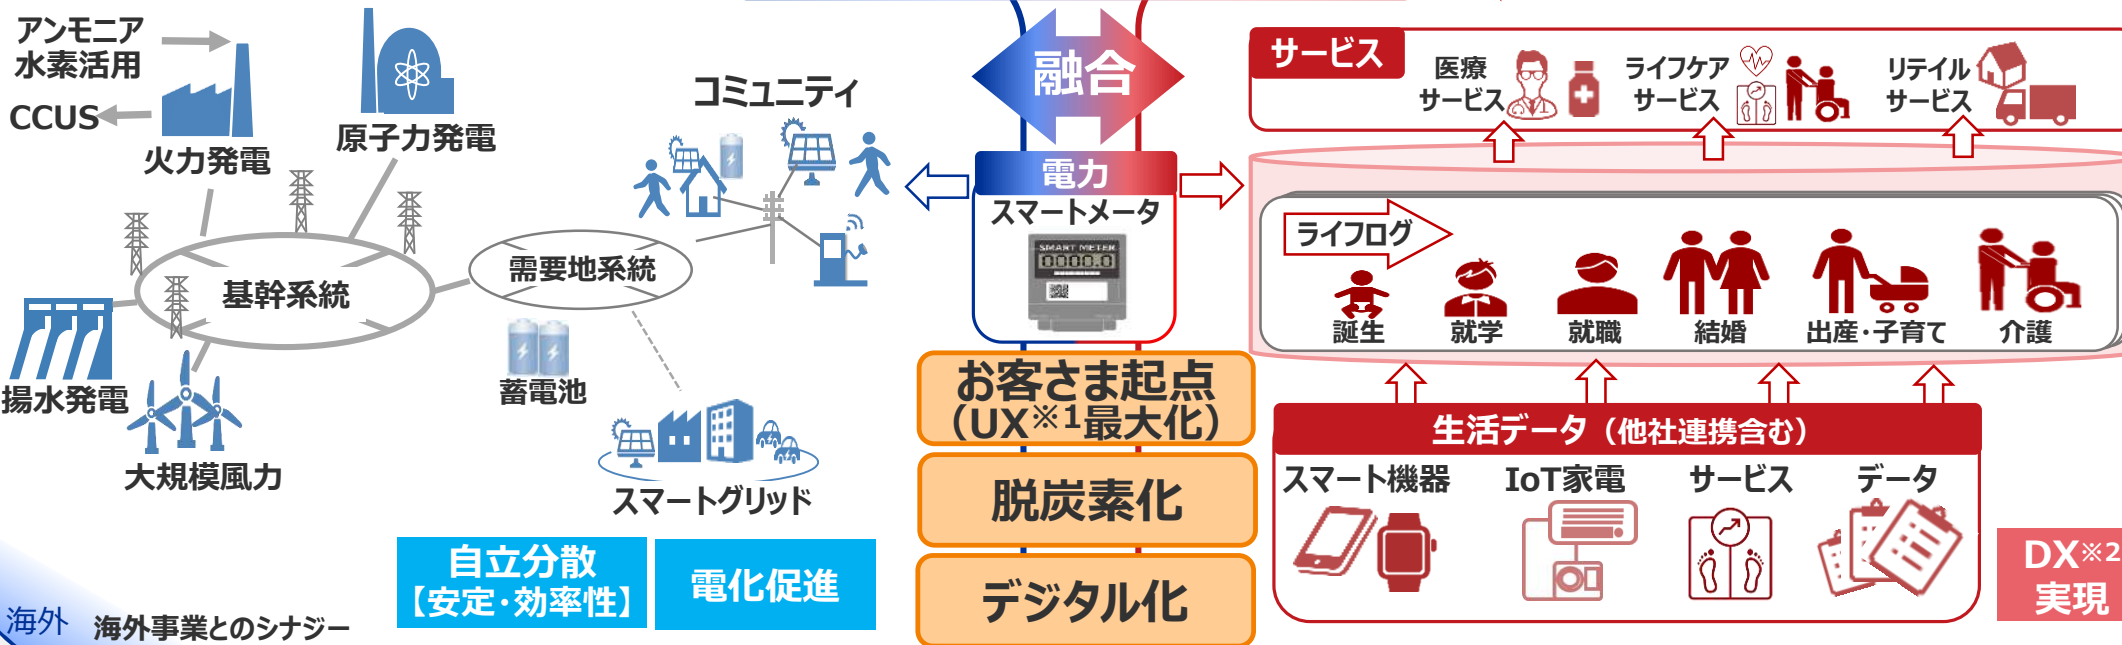 アンモニア
水素活用
CCUS
火力発電
原子力発電
コミュニティ
基幹系統
需要地系統
揚水発電
大規模風力
蓄電池
スマートグリッド
自立分散
【安定・効率性】
電化促進
海外
海外事業とのシナジー
融合
電力
スマートメータ
SMART METER
0000.0
お客さま起点
（UX※1最大化）
脱炭素化
デジタル化
サービス
医療
サービス
ライフケア
サービス
リテイル
サービス
ライフログ
誕生
就学
就職
結婚
出産・子育て
介護
生活データ（他社連携含む）
スマート機器
IoT家電
サービス
データ
DX※2
実現